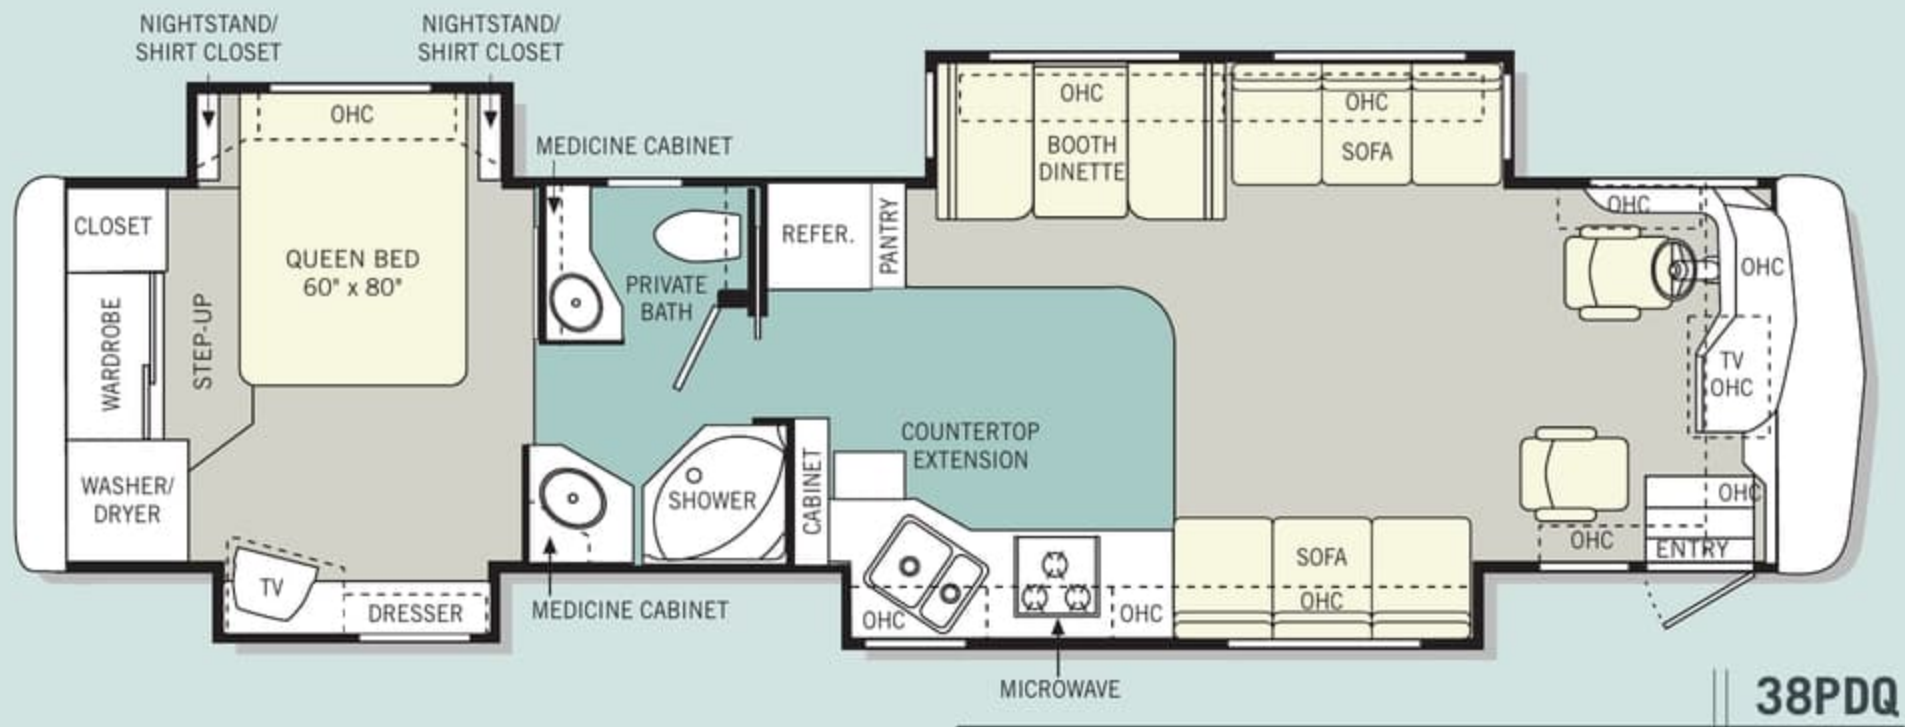 NIGHTSTAND/
SHIRT CLOSET
NIGHTSTAND/
SHIRT CLOSET
OHC
MEDICINE CABINET
CLOSET
QUEEN BED
60" x 80"
WARDROBE
STEP-UP
WASHER/
DRYER
TV
DRESSER
PRIVATE
BATH
REFER.
PANTRY
SHOWER
MEDICINE CABINET
CABINET
COUNTERTOP
EXTENSION
OHC
BOOTH
DINETTE
OHC
SOFA
OHC
OHC
TV
OHC
OHC
OHC
ENTRY
SOFA
OHC
OHC
OHC
MICROWAVE
38PDQ